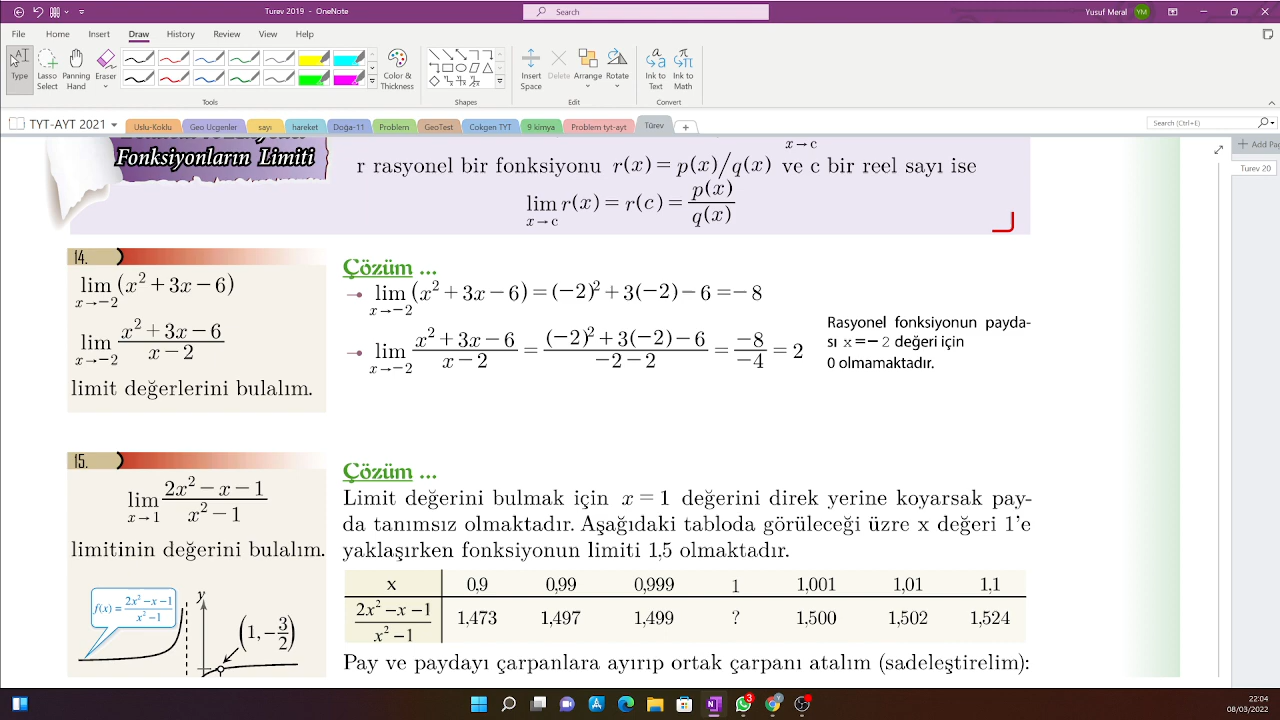 Turev 2019 - OneNote
Search
Yusuf Meral
YM
File Home Insert Draw History Review View Help
Type
Lasso Select
Panning Hand
Eraser
Color & Thickness
Insert Space
Delete
Arrange
Rotate
Ink to Text
Ink to Math
Tools
Shapes
Edit
Convert
TYT-AYT 2021
Uslu-Koklu
Geo Ucgenler
sayı
hareket
Doğa-11
Problem
GeoTest
Cokgen TYT
9 kimya
Problem tyt-ayt
Türev
Search (Ctrl+E)
Add Pag
Turev 20
Fonksiyonların Limiti
x→c
r rasyonel bir fonksiyonu r(x) = p(x)/q(x) ve c bir reel sayı ise
lim x→c r(x) = r(c) = p(x)/q(x)
14.
lim x→−2 (x² + 3x − 6)
lim x→−2 (x² + 3x − 6)/(x − 2)
limit değerlerini bulalım.
Çözüm ...
lim x→−2 (x² + 3x − 6) = (−2)² + 3(−2) − 6 = − 8
lim x→−2 (x² + 3x − 6)/(x − 2) = ((−2)² + 3(−2) − 6)/(−2 − 2) = −8/−4 = 2
Rasyonel fonksiyonun payda-
sı x = − 2 değeri için
0 olmamaktadır.
15.
lim x→1 (2x² − x − 1)/(x² − 1)
limitinin değerini bulalım.
f(x) = (2x² − x − 1)/(x² − 1)
y
(1, −3/2)
Çözüm ...
Limit değerini bulmak için x = 1 değerini direk yerine koyarsak pay-
da tanımsız olmaktadır. Aşağıdaki tabloda görüleceği üzre x değeri 1'e
yaklaşırken fonksiyonun limiti 1,5 olmaktadır.
x 0,9 0,99 0,999 1 1,001 1,01 1,1
(2x² − x − 1)/(x² − 1) 1,473 1,497 1,499 ? 1,500 1,502 1,524
Pay ve paydayı çarpanlara ayırıp ortak çarpanı atalım (sadeleştirelim):
3
22:04
08/03/2022